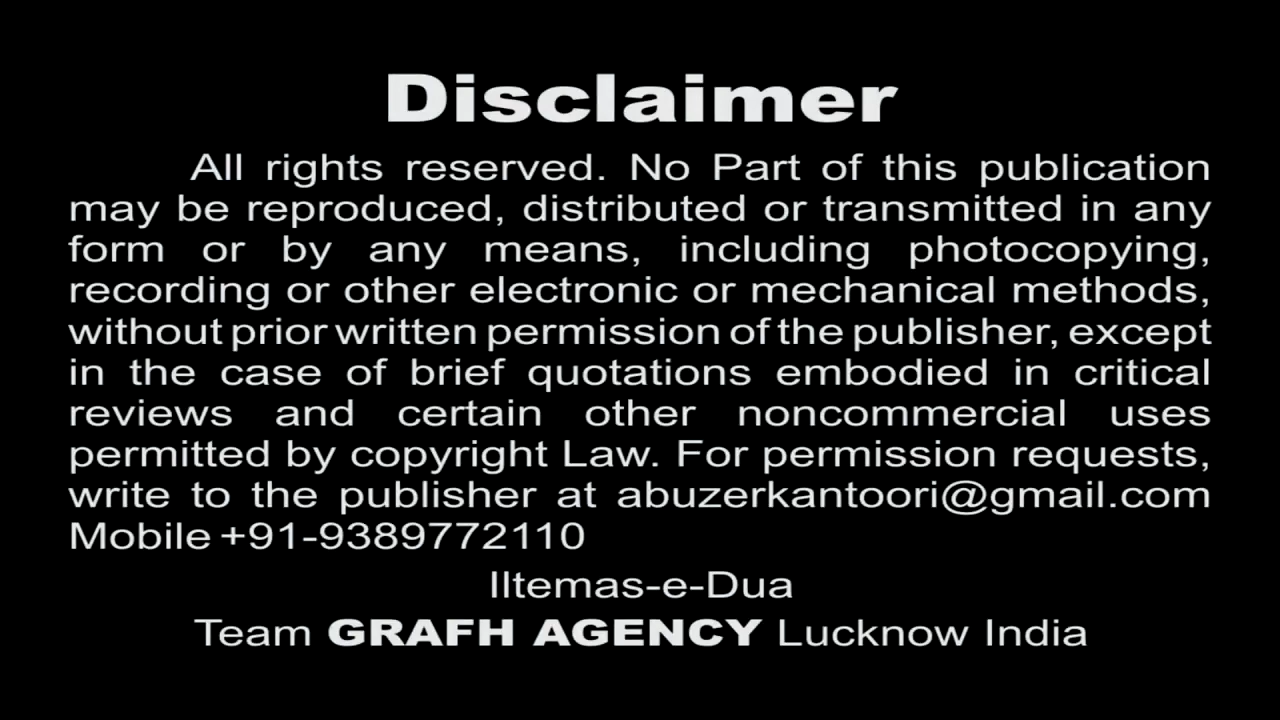 Disclaimer
All rights reserved. No Part of this publication
may be reproduced, distributed or transmitted in any
form or by any means, including photocopying,
recording or other electronic or mechanical methods,
without prior written permission of the publisher, except
in the case of brief quotations embodied in critical
reviews and certain other noncommercial uses
permitted by copyright Law. For permission requests,
write to the publisher at abuzerkantoori@gmail.com
Mobile +91-9389772110
IItemas-e-Dua
Team GRAFH AGENCY Lucknow India